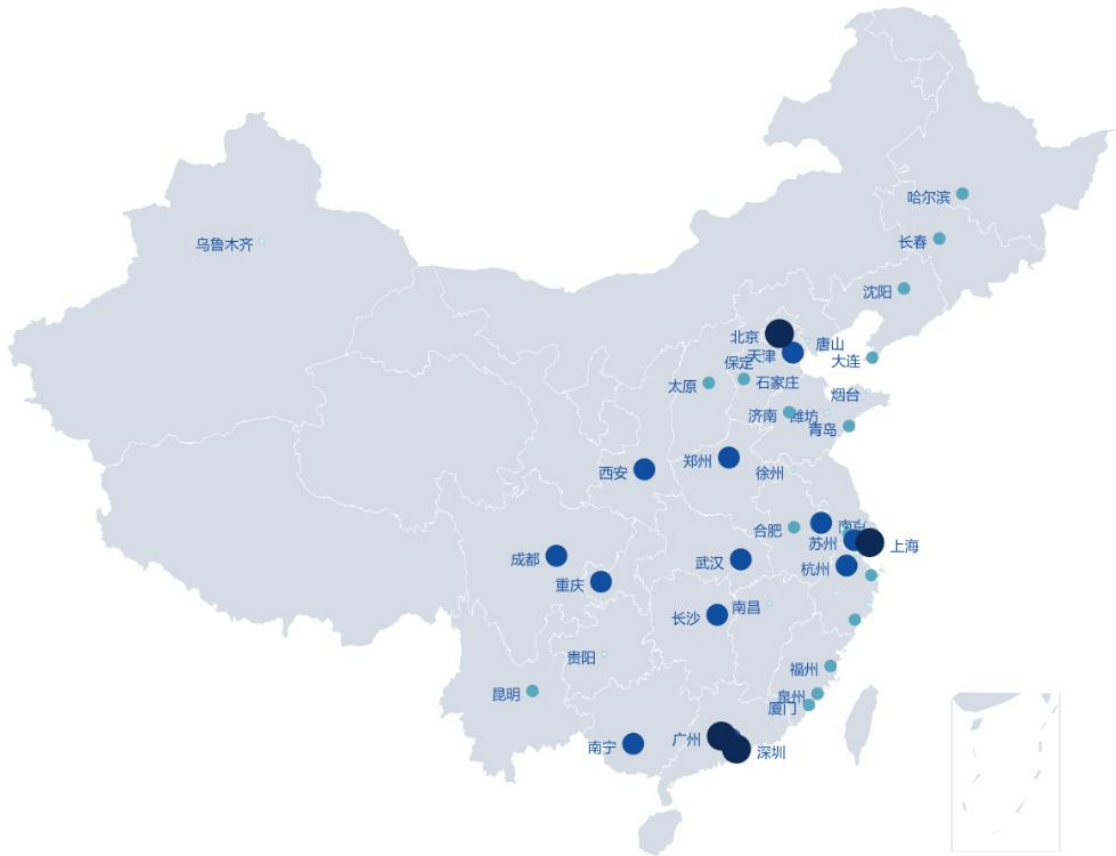 哈尔滨
长春
乌鲁木齐
沈阳
北京
唐山
天津
大连
保定
太原
石家庄
烟台
济南
潍坊
青岛
郑州
西安
徐州
合肥
苏州
上海
成都
武汉
杭州
重庆
南昌
长沙
贵阳
福州
昆明
泉州
厦门
广州
南宁
深圳